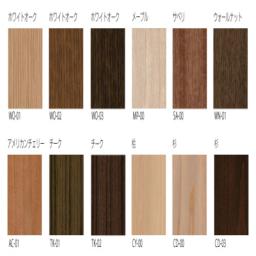 ホワイトオーク ホワイトオーク ホワイトオーク メープル サペリ ウォールナット
WO-01 WO-02 WO-03 MP-00 SA-00 WN-01
アメリカンチェリー チーク チーク 桧 杉 杉
AC-01 TK-01 TK-02 CY-00 CD-00 CD-03